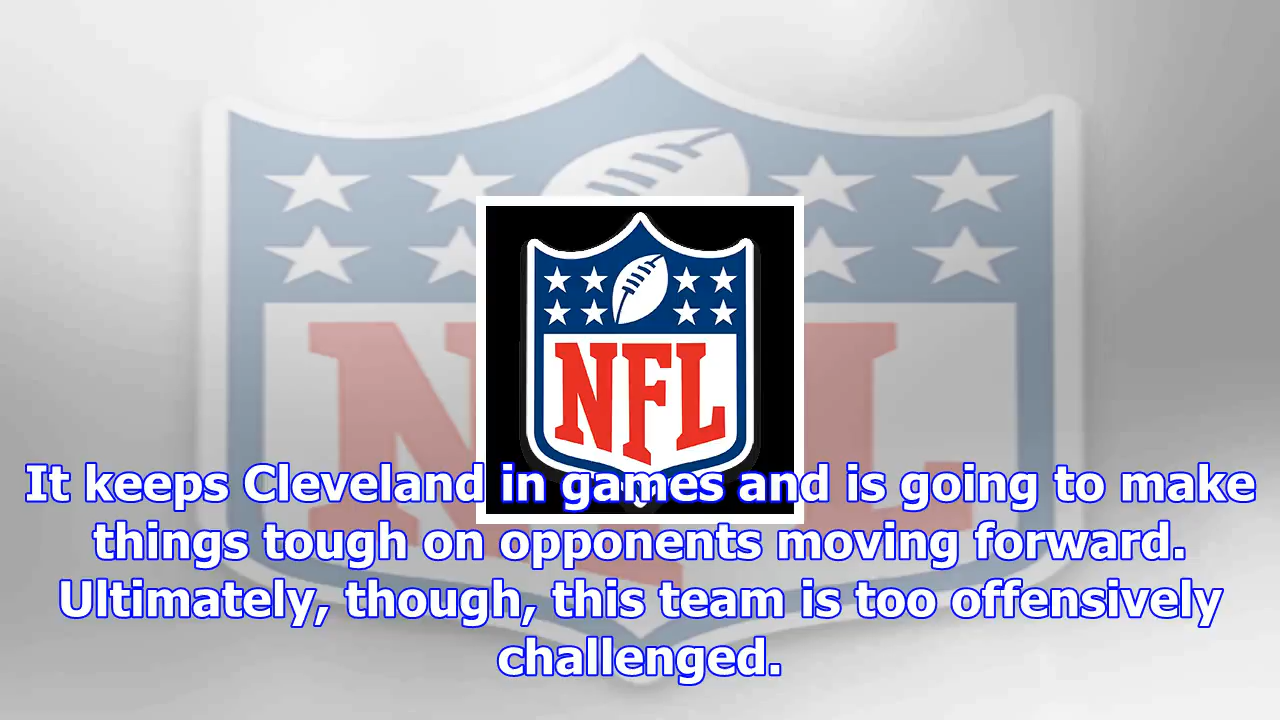 NFL
It keeps Cleveland in games and is going to make
things tough on opponents moving forward.
Ultimately, though, this team is too offensively
challenged.